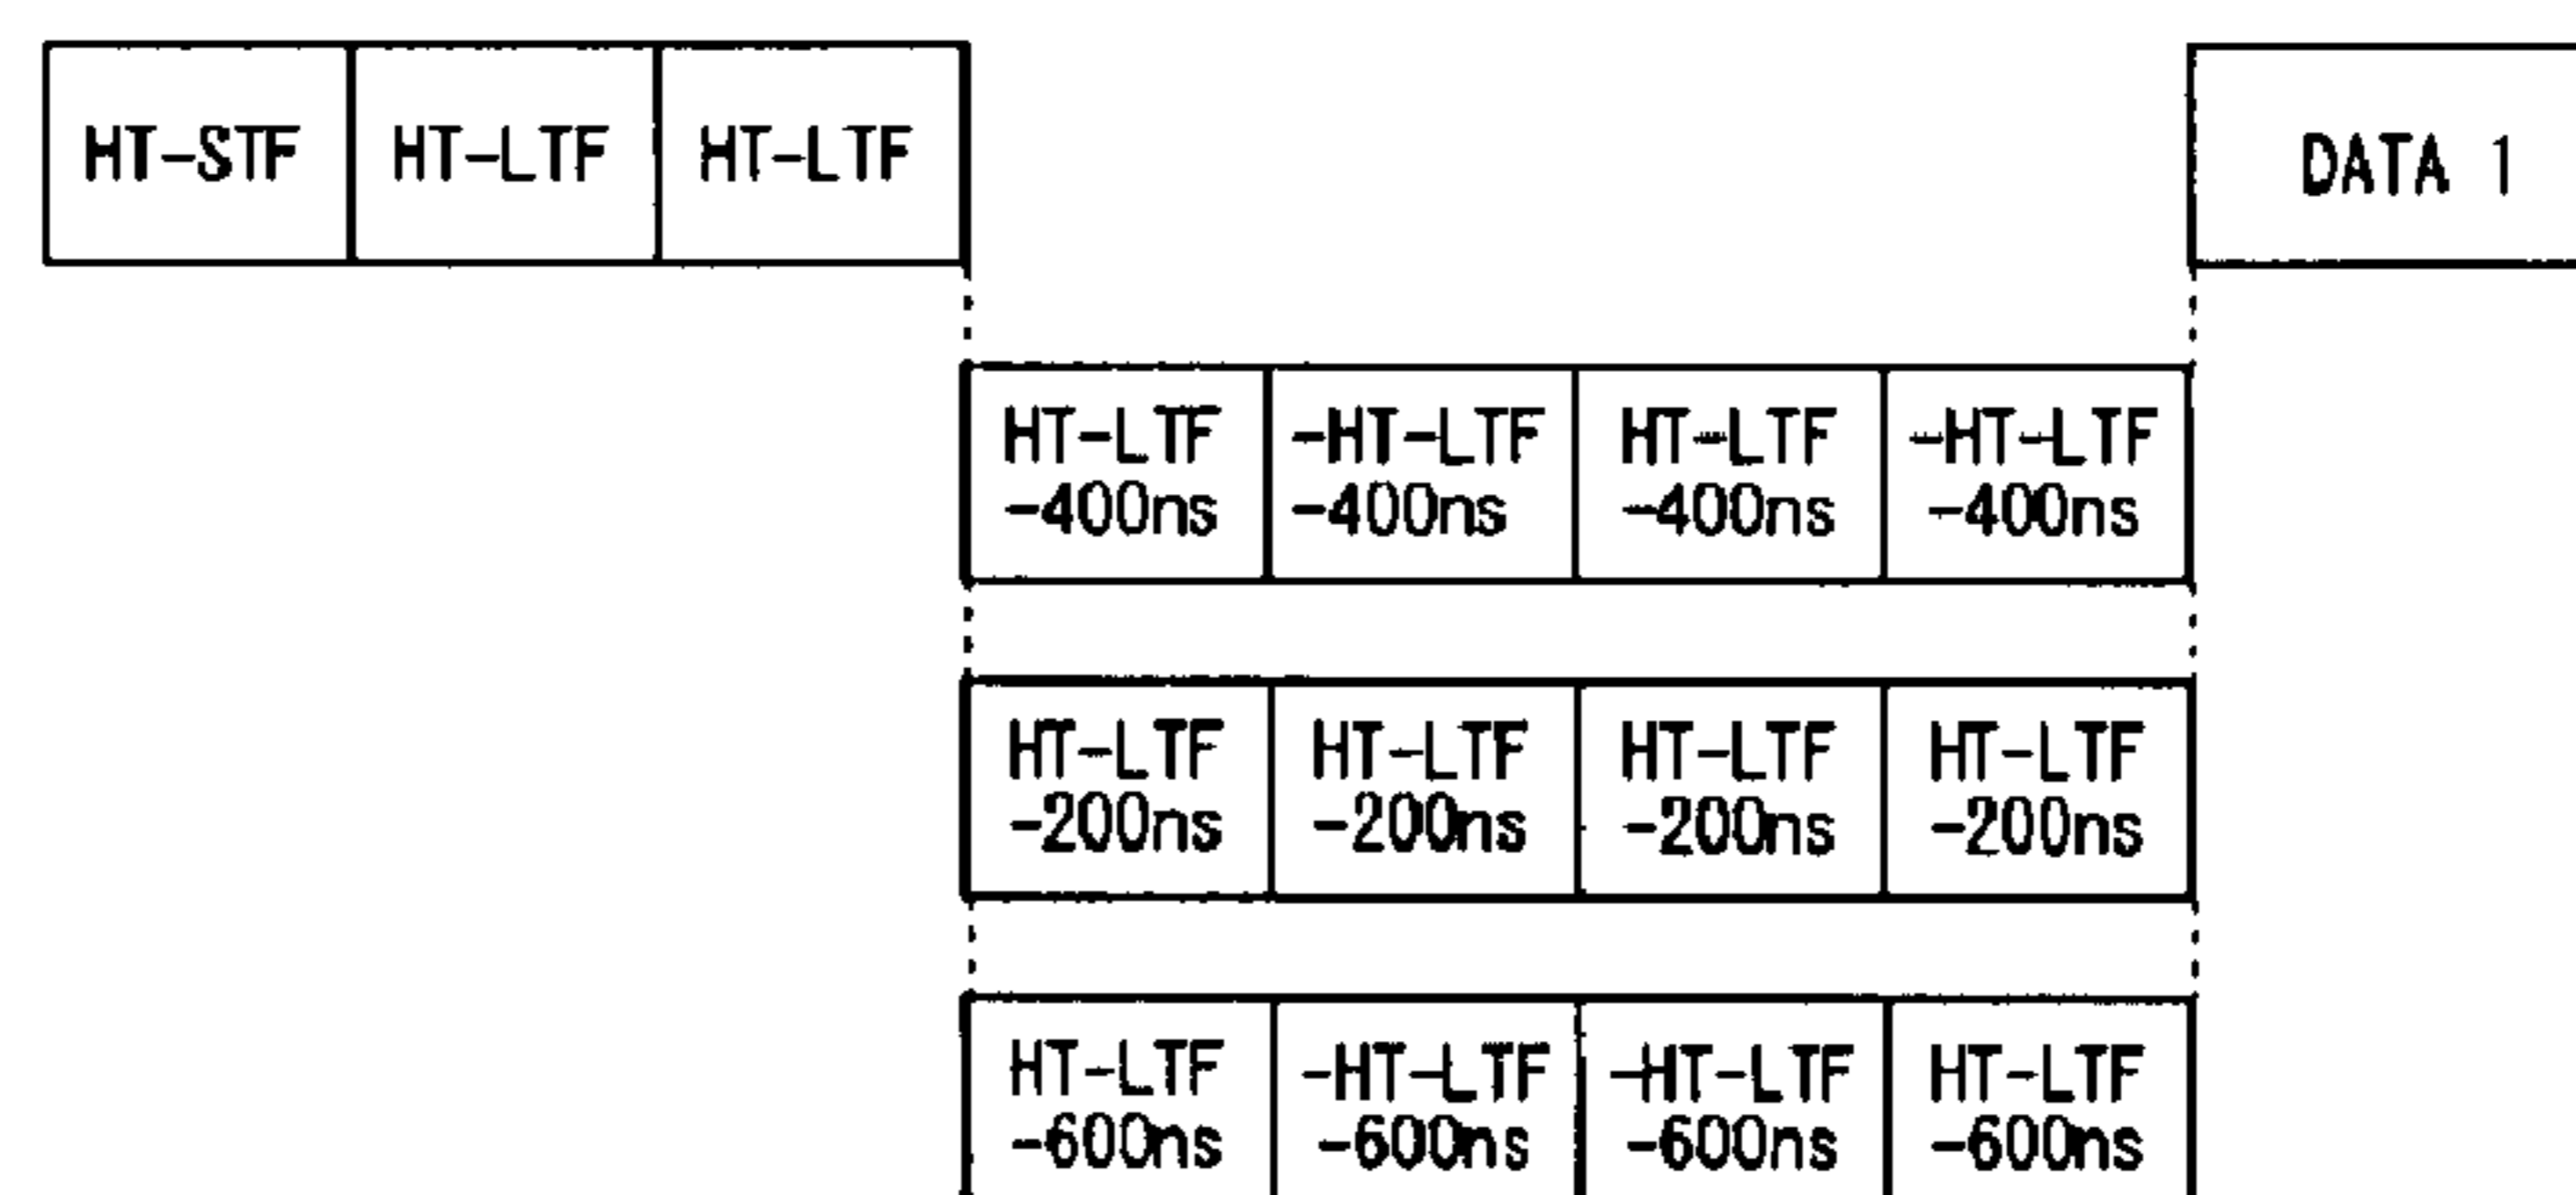 HT-STF HT-LTF HT-LTF DATA 1
HT-LTF -HT-LTF HT-LTF -HT-LTF
-400ns -400ns -400ns -400ns
HT-LTF HT-LTF HT-LTF HT-LTF
-200ns -200ns -200ns -200ns
HT-LTF -HT-LTF -HT-LTF HT-LTF
-600ns -600ns -600ns -600ns